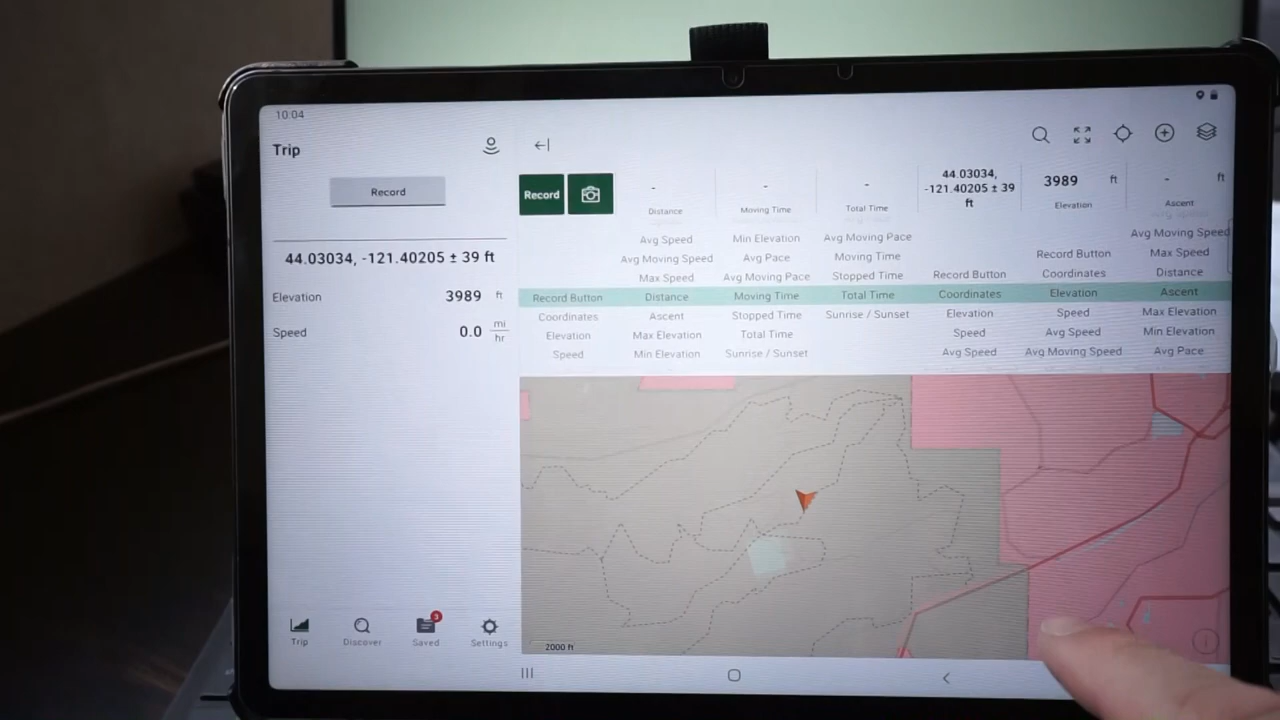 10:04
Trip
Record
44.03034, -121.40205 ± 39 ft
Elevation 3989 ft
Speed 0.0 mi hr
Trip Discover Saved 3 Settings
Record
-
Distance
-
Moving Time
-
Total Time
44.03034,
-121.40205 ± 39
ft
3989 ft
Elevation
- ft
Ascent
Record Button
Coordinates
Elevation
Speed
Avg Speed
Avg Moving Speed
Max Speed
Distance
Ascent
Max Elevation
Min Elevation
Min Elevation
Avg Pace
Avg Moving Pace
Moving Time
Stopped Time
Total Time
Sunrise / Sunset
Avg Moving Pace
Moving Time
Stopped Time
Total Time
Sunrise / Sunset
Record Button
Coordinates
Elevation
Speed
Avg Speed
Record Button
Coordinates
Elevation
Speed
Avg Speed
Avg Moving Speed
Avg Moving Speed
Max Speed
Distance
Ascent
Max Elevation
Min Elevation
Avg Pace
2000 ft